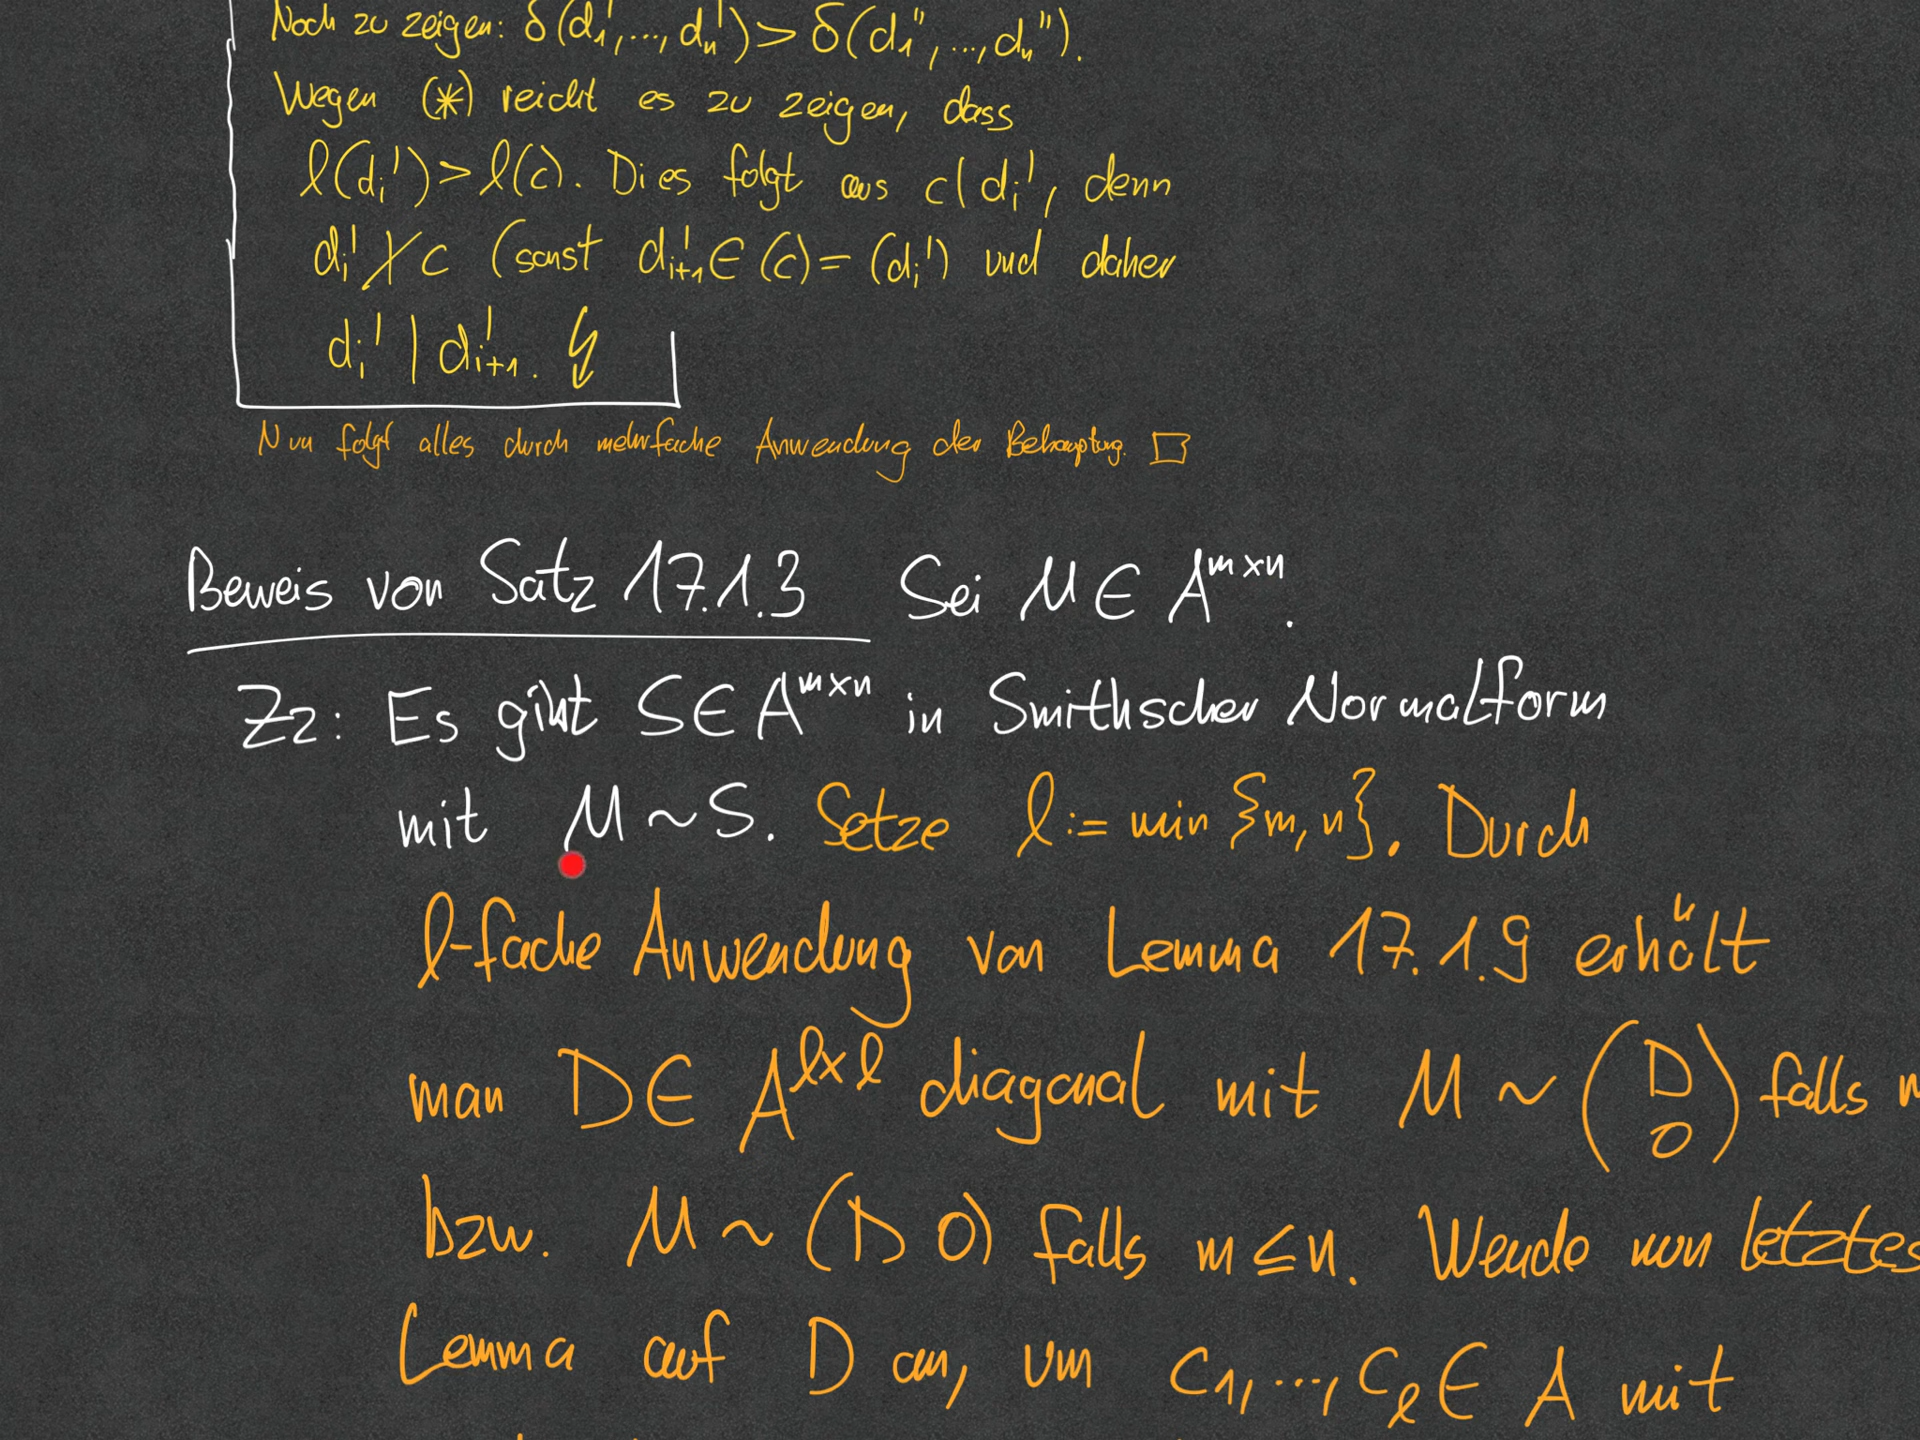 Noch zu zeigen: δ(d₁',...,dₙ') > δ(d₁'',...,dₙ'').
Wegen (*) reicht es zu zeigen, dass
ℓ(dᵢ') > ℓ(c). Dies folgt aus c | dᵢ', denn
dᵢ' ∤ c (sonst dᵢ₊₁' ∈ (c) = (dᵢ') und daher
dᵢ' | dᵢ₊₁'. ↯
Nun folgt alles durch mehrfache Anwendung der Behauptung. □
Beweis von Satz 17.1.3 Sei M ∈ A^{m×n}.
Zz: Es gibt S ∈ A^{m×n} in Smithscher Normalform
mit M ~ S. Setze ℓ := min {m, n}. Durch
ℓ-fache Anwendung von Lemma 17.1.9 erhält
man D ∈ A^{ℓ×ℓ} diagonal mit M ~ (D 0) falls
bzw. M ~ (D 0) falls m ≤ n. Wende nun letztes
Lemma auf D an, um c₁,...,c_ℓ ∈ A mit